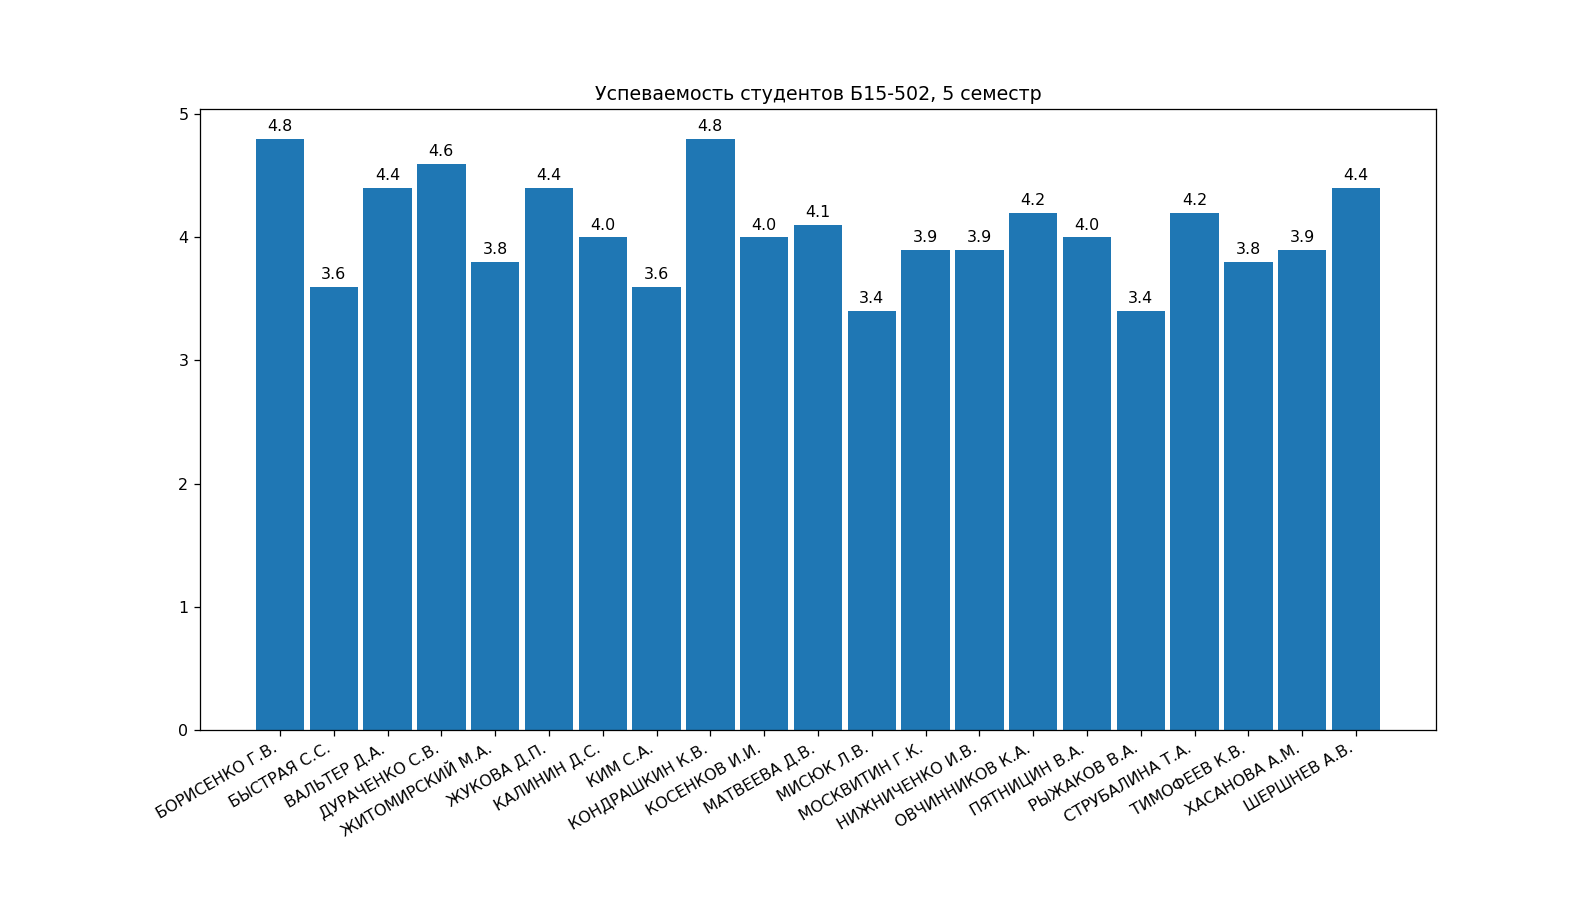 Успеваемость студентов Б15-502, 5 семестр
5
4
3
2
1
0
4.8
3.6
4.4
4.6
3.8
4.4
4.0
3.6
4.8
4.0
4.1
3.4
3.9
3.9
4.2
4.0
3.4
4.2
3.8
3.9
4.4
БОРИСЕНКО Г.В.
БЫСТРАЯ С.С.
ВАЛЬТЕР Д.А.
ДУРАЧЕНКО С.В.
ЖИТОМИРСКИЙ М.А.
ЖУКОВА Д.П.
КАЛИНИН Д.С.
КИМ С.А.
КОНДРАШКИН К.В.
КОСЕНКОВ И.И.
МАТВЕЕВА Д.В.
МИСЮК Л.В.
МОСКВИТИН Г.К.
НИЖНИЧЕНКО И.В.
ОВЧИННИКОВ К.А.
ПЯТНИЦИН В.А.
РЫЖАКОВ В.А.
СТРУБАЛИНА Т.А.
ТИМОФЕЕВ К.В.
ХАСАНОВА А.М.
ШЕРШНЕВ А.В.